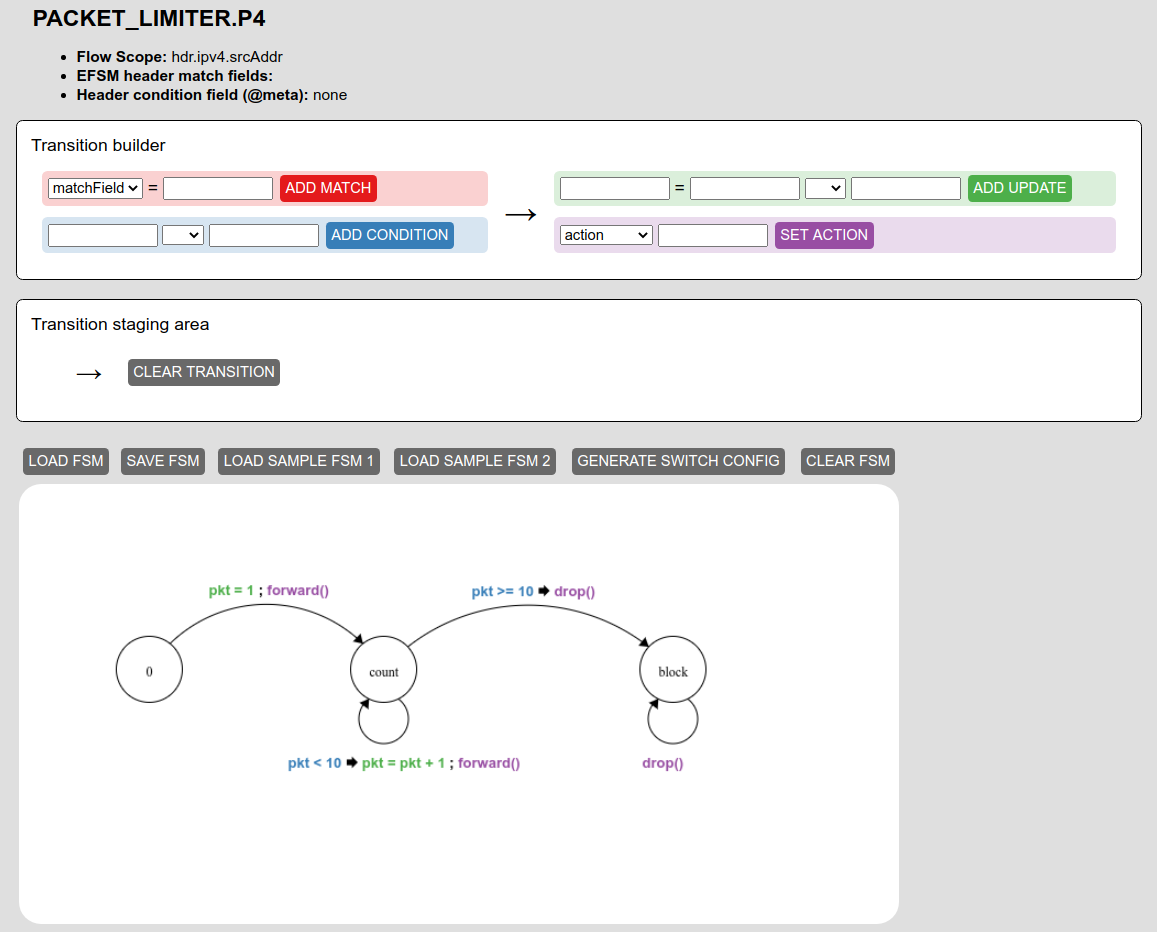 PACKET_LIMITER.P4
• Flow Scope: hdr.ipv4.srcAddr
• EFSM header match fields:
• Header condition field (@meta): none
Transition builder
matchField = ADD MATCH
= ADD UPDATE
→
ADD CONDITION
action SET ACTION
Transition staging area
→ CLEAR TRANSITION
LOAD FSM SAVE FSM LOAD SAMPLE FSM 1 LOAD SAMPLE FSM 2 GENERATE SWITCH CONFIG CLEAR FSM
pkt = 1 ; forward()
pkt >= 10 🡆 drop()
0
count
block
pkt < 10 🡆 pkt = pkt + 1 ; forward()
drop()